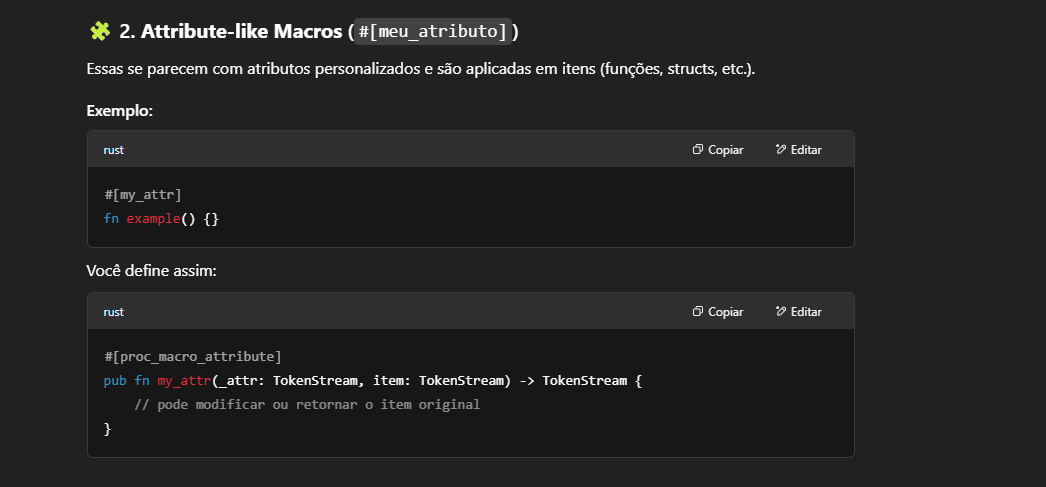 🧩 2. Attribute-like Macros (#[meu_atributo])
Essas se parecem com atributos personalizados e são aplicadas em itens (funções, structs, etc.).
Exemplo:
rust Copiar Editar
#[my_attr]
fn example() {}
Você define assim:
rust Copiar Editar
#[proc_macro_attribute]
pub fn my_attr(_attr: TokenStream, item: TokenStream) -> TokenStream {
    // pode modificar ou retornar o item original
}